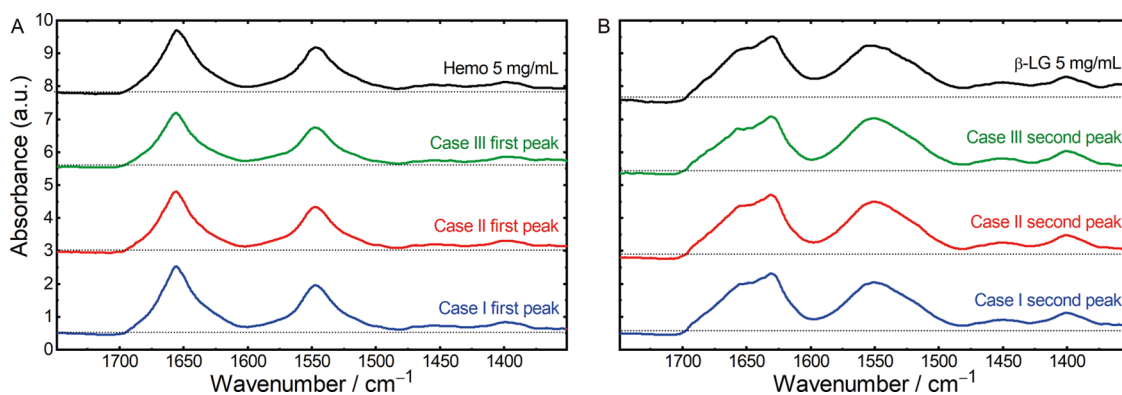 A
B
Absorbance (a.u.)
10
9
8
7
6
5
4
3
2
1
0
Hemo 5 mg/mL
Case III first peak
Case II first peak
Case I first peak
1700 1650 1600 1550 1500 1450 1400
Wavenumber / cm⁻¹
β-LG 5 mg/mL
Case III second peak
Case II second peak
Case I second peak
1700 1650 1600 1550 1500 1450 1400
Wavenumber / cm⁻¹